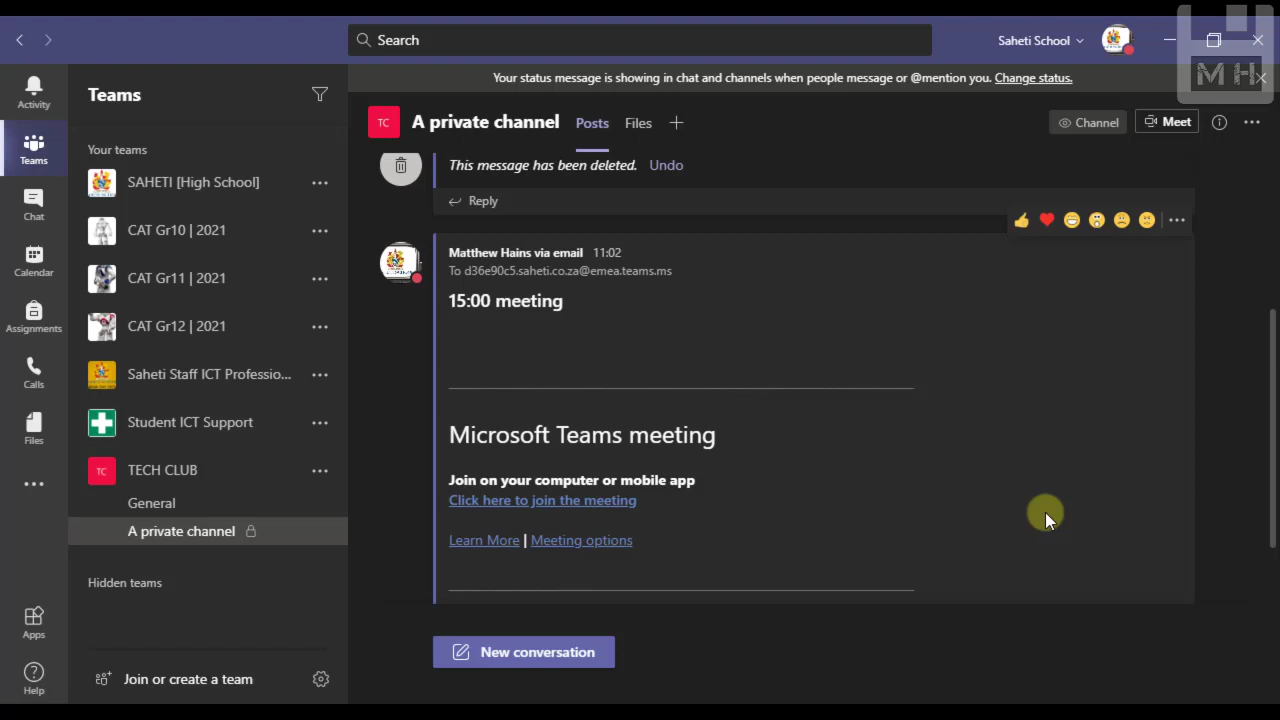 Search
Saheti School
M H
Your status message is showing in chat and channels when people message or @mention you. Change status.
Activity
Teams
Chat
Calendar
Assignments
Calls
Files
Apps
Help
Teams
Your teams
SAHETI [High School]
CAT Gr10 | 2021
CAT Gr11 | 2021
CAT Gr12 | 2021
Saheti Staff ICT Professio...
Student ICT Support
TC TECH CLUB
General
A private channel
Hidden teams
Join or create a team
TC A private channel Posts Files
Channel Meet
This message has been deleted. Undo
Reply
Matthew Hains via email 11:02
To d36e90c5.saheti.co.za@emea.teams.ms
15:00 meeting
Microsoft Teams meeting
Join on your computer or mobile app
Click here to join the meeting
Learn More | Meeting options
New conversation